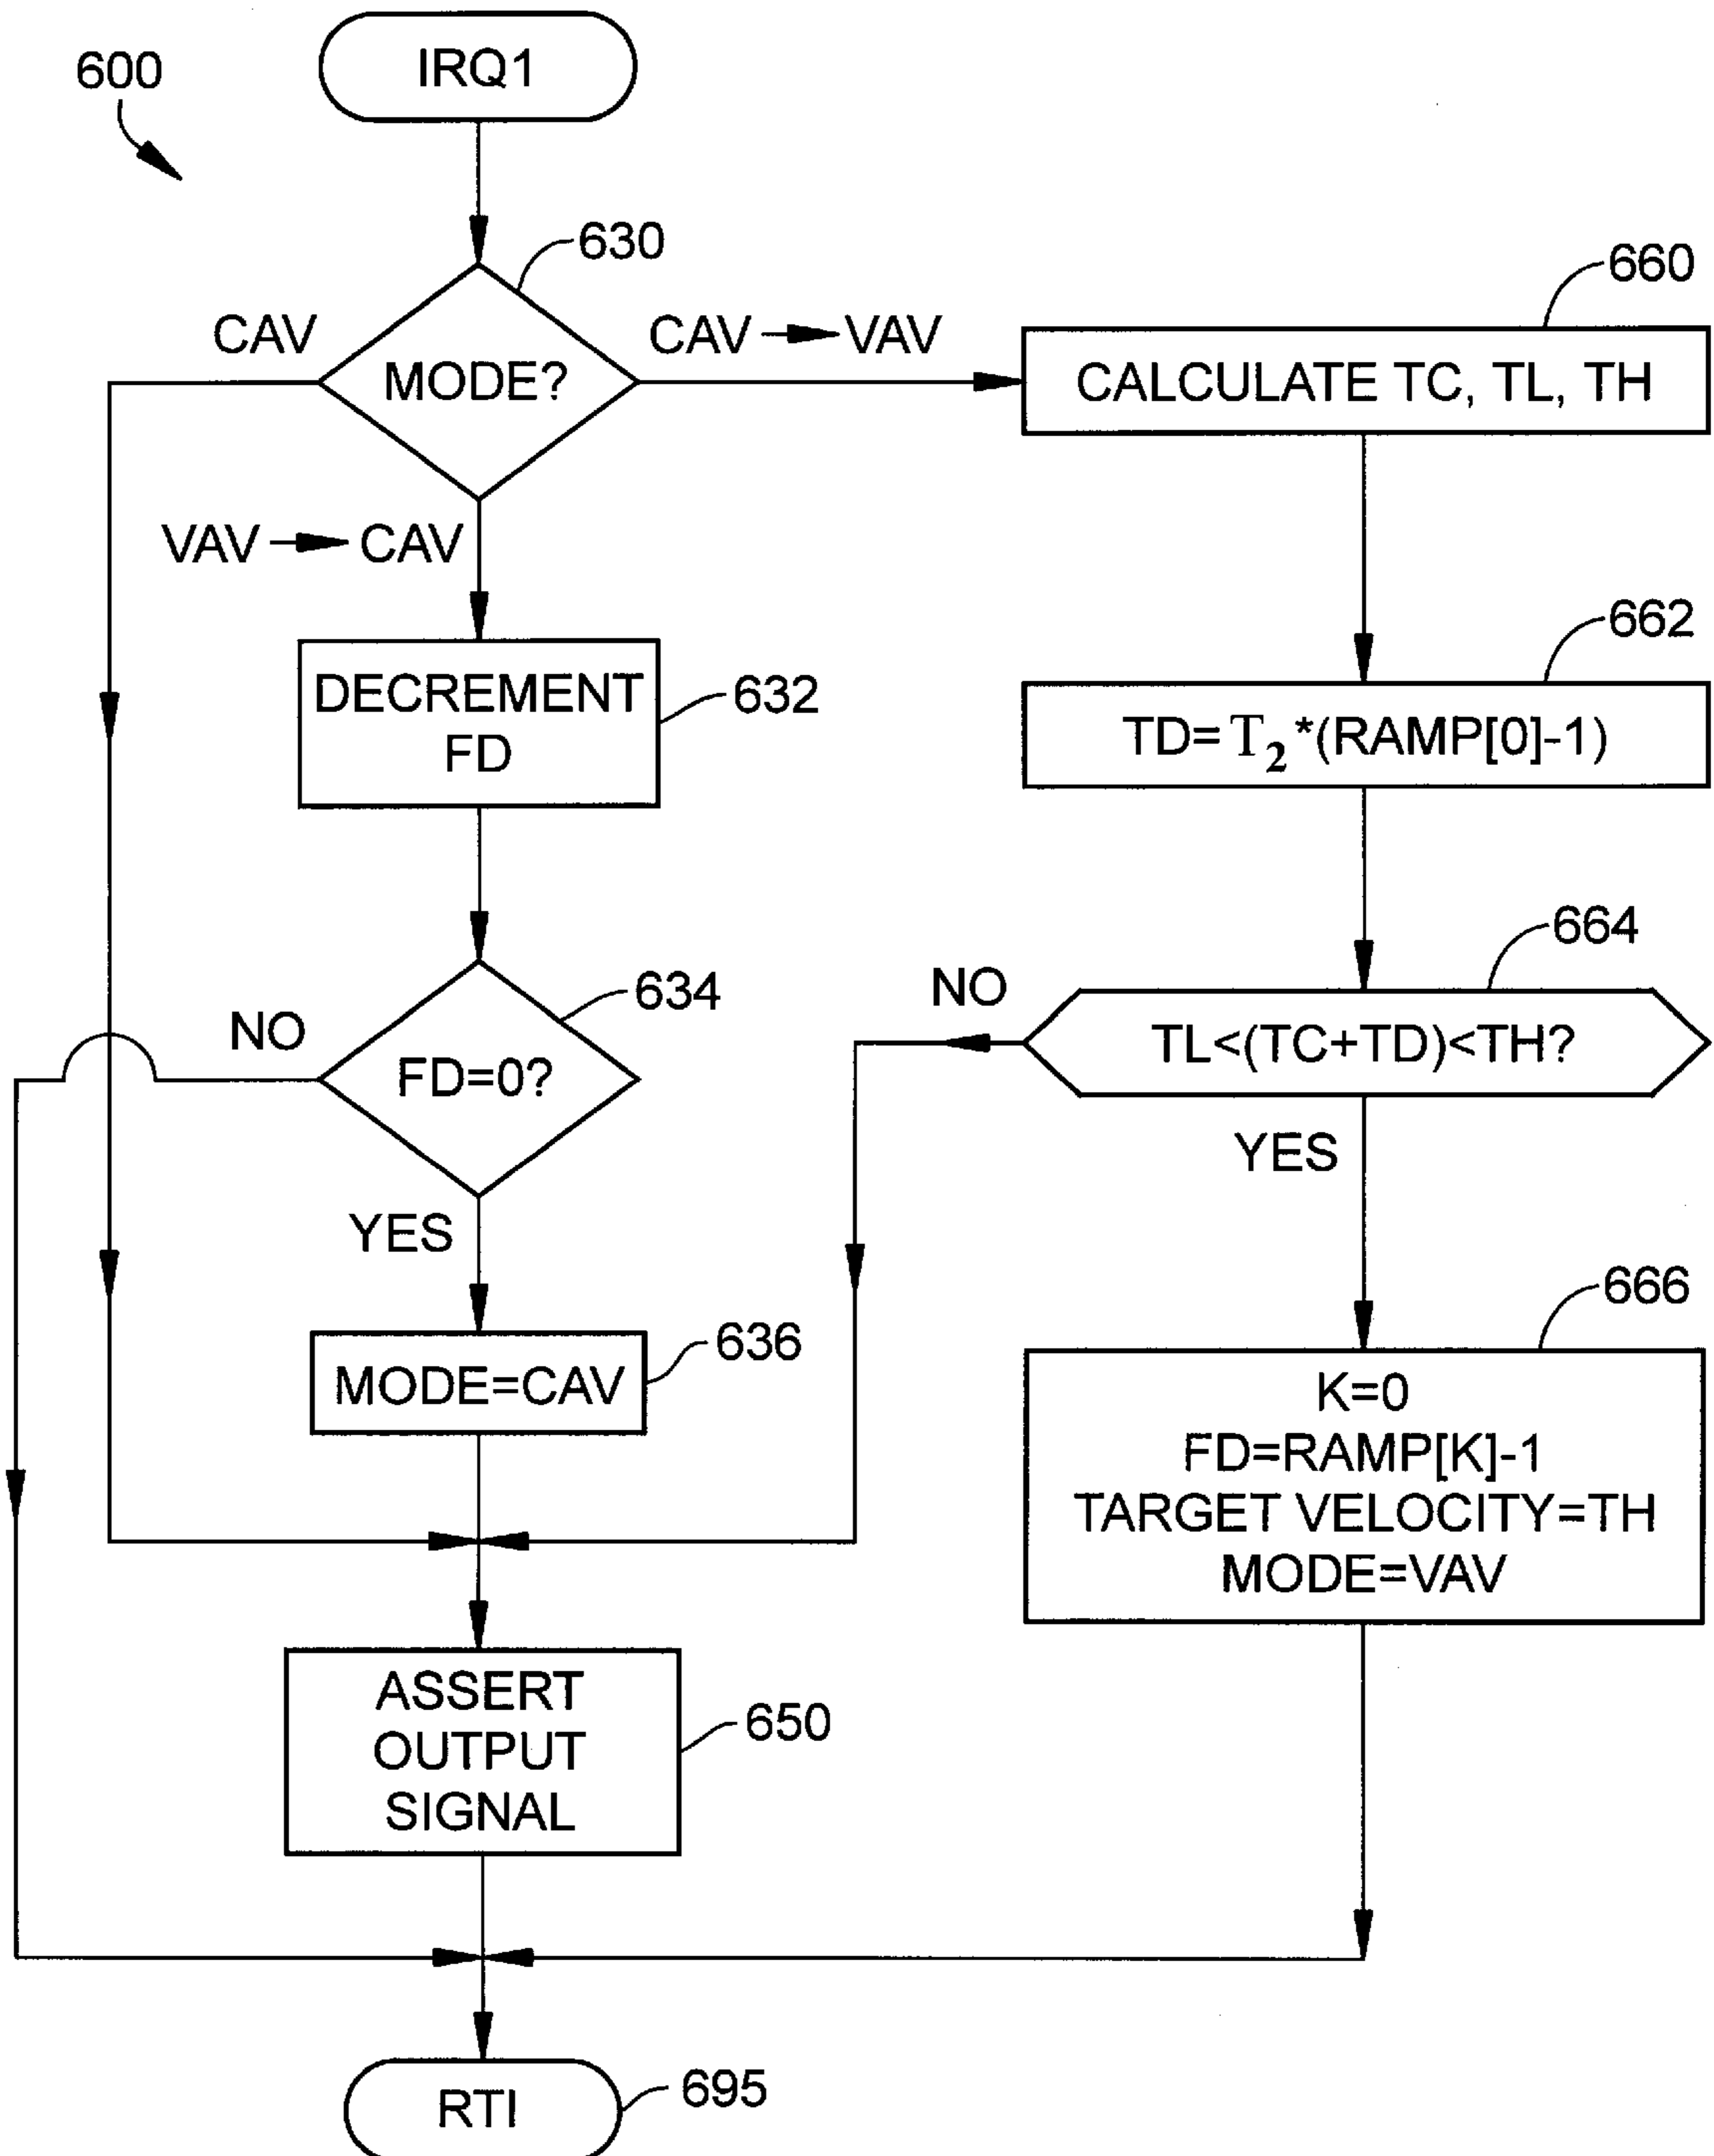 IRQ1
600
630
660
CAV
CAV → VAV
MODE?
CALCULATE TC, TL, TH
VAV → CAV
662
DECREMENT
FD
632
TD=T₂*(RAMP[0]-1)
664
NO
634
NO
TL<(TC+TD)<TH?
FD=0?
YES
YES
666
636
MODE=CAV
K=0
FD=RAMP[K]-1
TARGET VELOCITY=TH
MODE=VAV
ASSERT
OUTPUT
SIGNAL
650
RTI
695